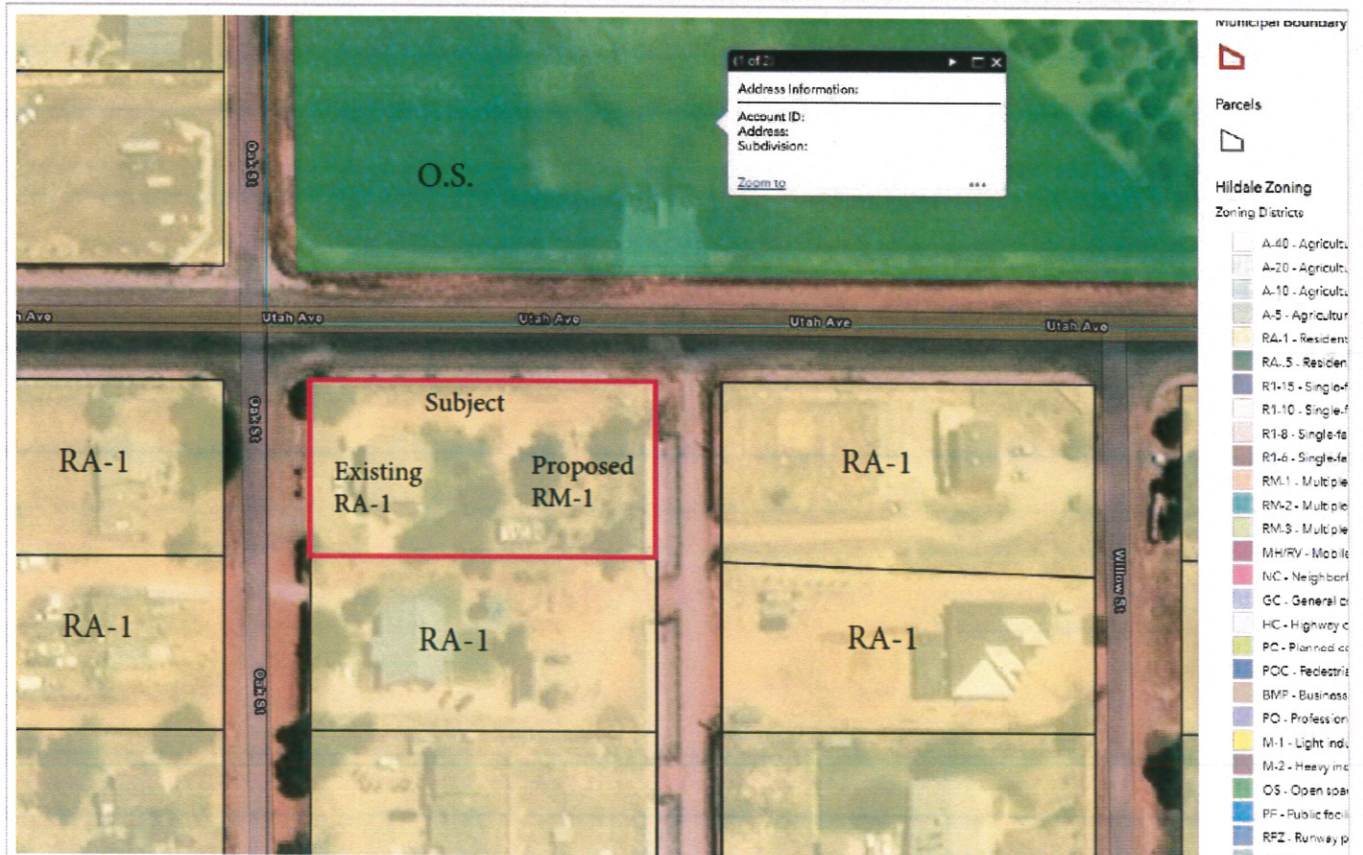 (1 of 2)
Address Information:
Account ID:
Address:
Subdivision:
Zoom to
O.S.
Oak St
Utah Ave
Utah Ave
Utah Ave
Utah Ave
Subject
Existing
RA-1
Proposed
RM-1
RA-1
RA-1
Oak St
RA-1
RA-1
RA-1
Willow St
Oak St
Municipal Boundary
Parcels
Hildale Zoning
Zoning Districts
A-40 - Agricultu
A-20 - Agricultu
A-10 - Agricultu
A-5 - Agricultur
RA-1 - Resident
RA-.5 - Residen
R1-15 - Single-f
R1-10 - Single-f
R1-8 - Single-fa
R1-6 - Single-fa
RM-1 - Multiple
RM-2 - Multiple
RM-3 - Multiple
MH/RV - Mobile
NC - Neighbor
GC - General c
HC - Highway c
PC - Planned co
POC - Pedestria
BMP - Business
PO - Profession
M-1 - Light indu
M-2 - Heavy inc
OS - Open spa
PF - Public facil
RPZ - Runway p